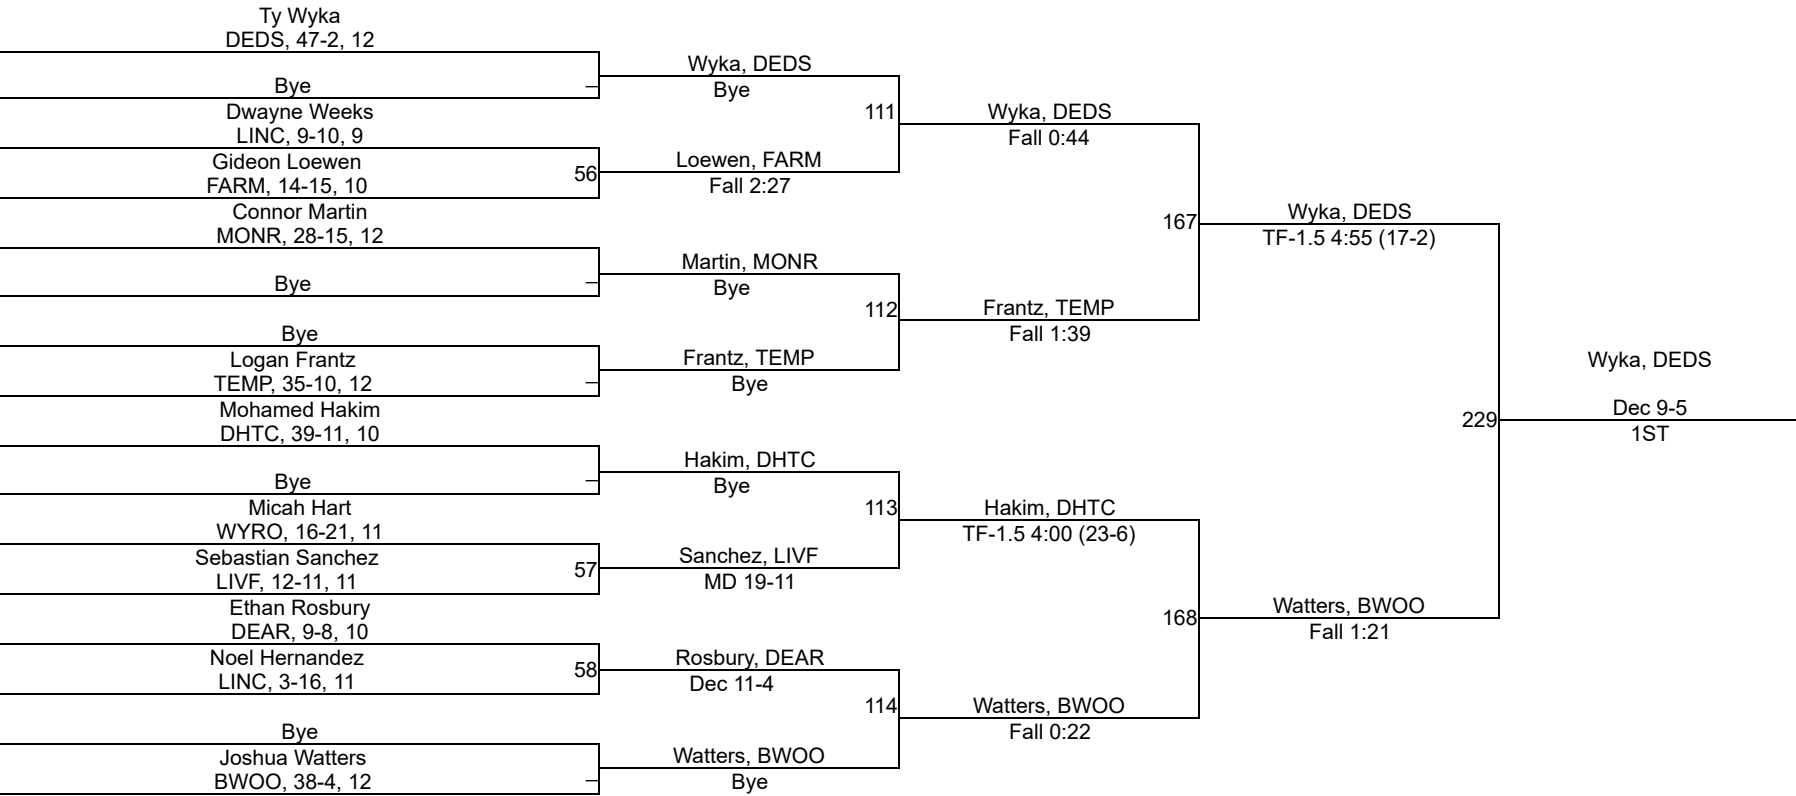 Ty Wyka
DEDS, 47-2, 12
Bye
Dwayne Weeks
LINC, 9-10, 9
Gideon Loewen
FARM, 14-15, 10
56
Connor Martin
MONR, 28-15, 12
Bye
Bye
Logan Frantz
TEMP, 35-10, 12
Mohamed Hakim
DHTC, 39-11, 10
Bye
Micah Hart
WYRO, 16-21, 11
Sebastian Sanchez
LIVF, 12-11, 11
57
Ethan Rosbury
DEAR, 9-8, 10
Noel Hernandez
LINC, 3-16, 11
58
Bye
Joshua Watters
BWOO, 38-4, 12
Wyka, DEDS
Bye
111
Loewen, FARM
Fall 2:27
Martin, MONR
Bye
112
Frantz, TEMP
Bye
Hakim, DHTC
Bye
113
Sanchez, LIVF
MD 19-11
Rosbury, DEAR
Dec 11-4
114
Watters, BWOO
Bye
Wyka, DEDS
Fall 0:44
167
Frantz, TEMP
Fall 1:39
Hakim, DHTC
TF-1.5 4:00 (23-6)
168
Watters, BWOO
Fall 0:22
Wyka, DEDS
TF-1.5 4:55 (17-2)
229
Watters, BWOO
Fall 1:21
Wyka, DEDS
Dec 9-5
1ST